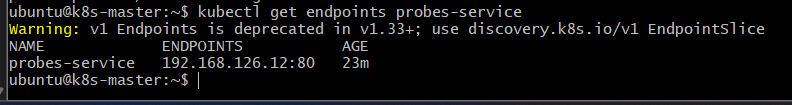 ubuntu@k8s-master:~$ kubectl get endpoints probes-service
Warning: v1 Endpoints is deprecated in v1.33+; use discovery.k8s.io/v1 EndpointSlice
NAME             ENDPOINTS           AGE
probes-service   192.168.126.12:80   23m
ubuntu@k8s-master:~$